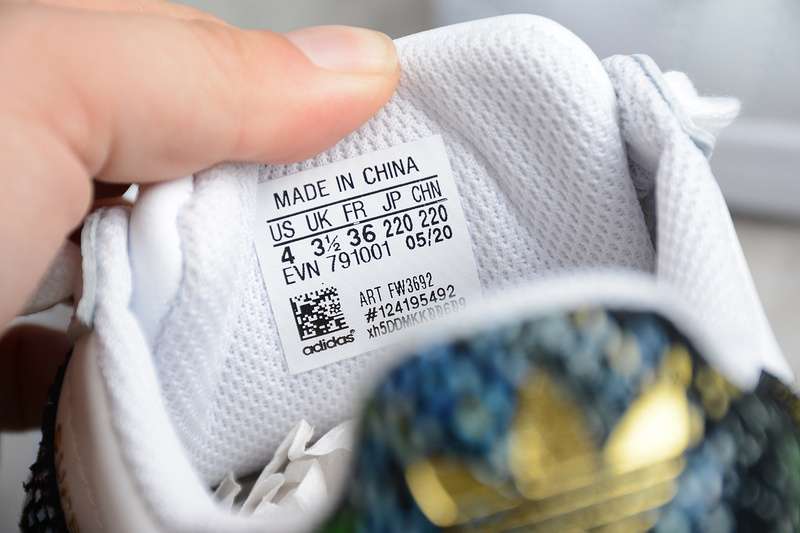 MADE IN CHINA
US UK FR JP CHN
4 3½ 36 220 220
EVN 791001 05/20
ART FW3692
#124195492
adidas